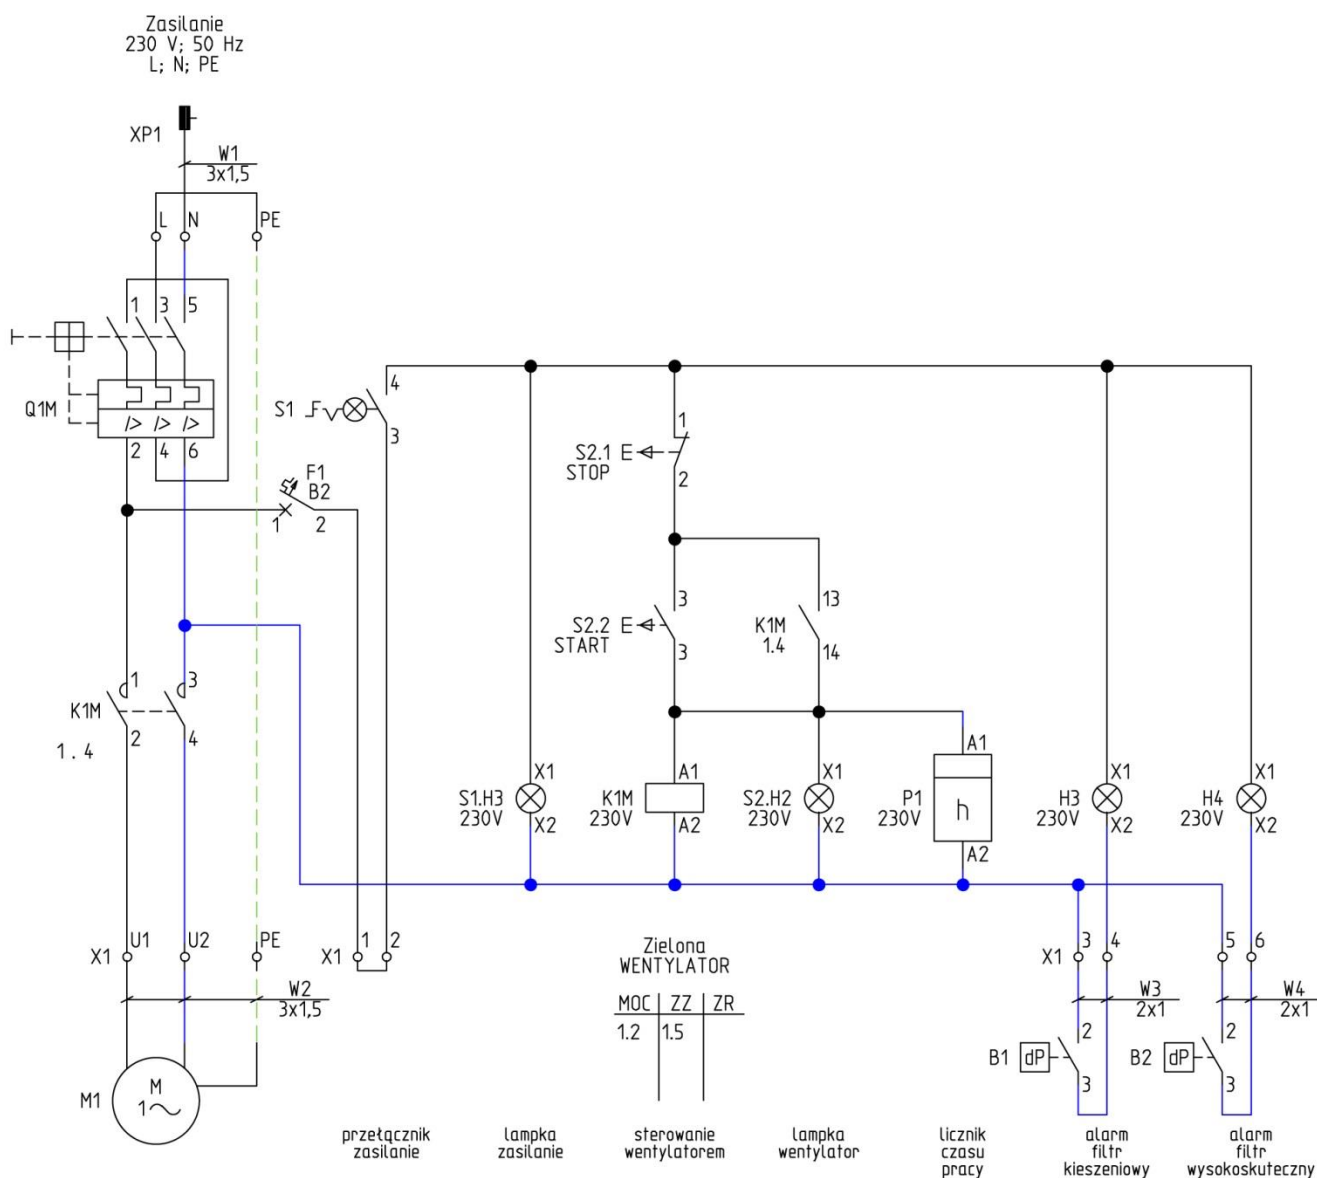 Zasilanie
230 V; 50 Hz
L; N; PE
XP1
W1
3x1,5
L N PE
1 3 5
Q1M
2 4 6
F1
B2
1 2
4
S1
3
1
S2.1
STOP
2
3
S2.2
START
3
13
K1M
1.4
14
1 3
K1M
2 4
1.4
X1
S1.H3
230V
X2
A1
K1M
230V
A2
X1
S2.H2
230V
X2
A1
P1
230V
h
A2
X1
H3
230V
X2
X1
H4
230V
X2
X1 U1 U2 PE
W2
3x1,5
M1
M
1
X1 1 2
Zielona
WENTYLATOR
MOC ZZ ZR
1.2 1.5
X1 3 4
W3
2x1
2
B1 dP
3
5 6
W4
2x1
2
B2 dP
3
przełącznik
zasilanie
lampka
zasilanie
sterowanie
wentylatorem
lampka
wentylator
licznik
czasu
pracy
alarm
filtr
kieszeniowy
alarm
filtr
wysokoskuteczny